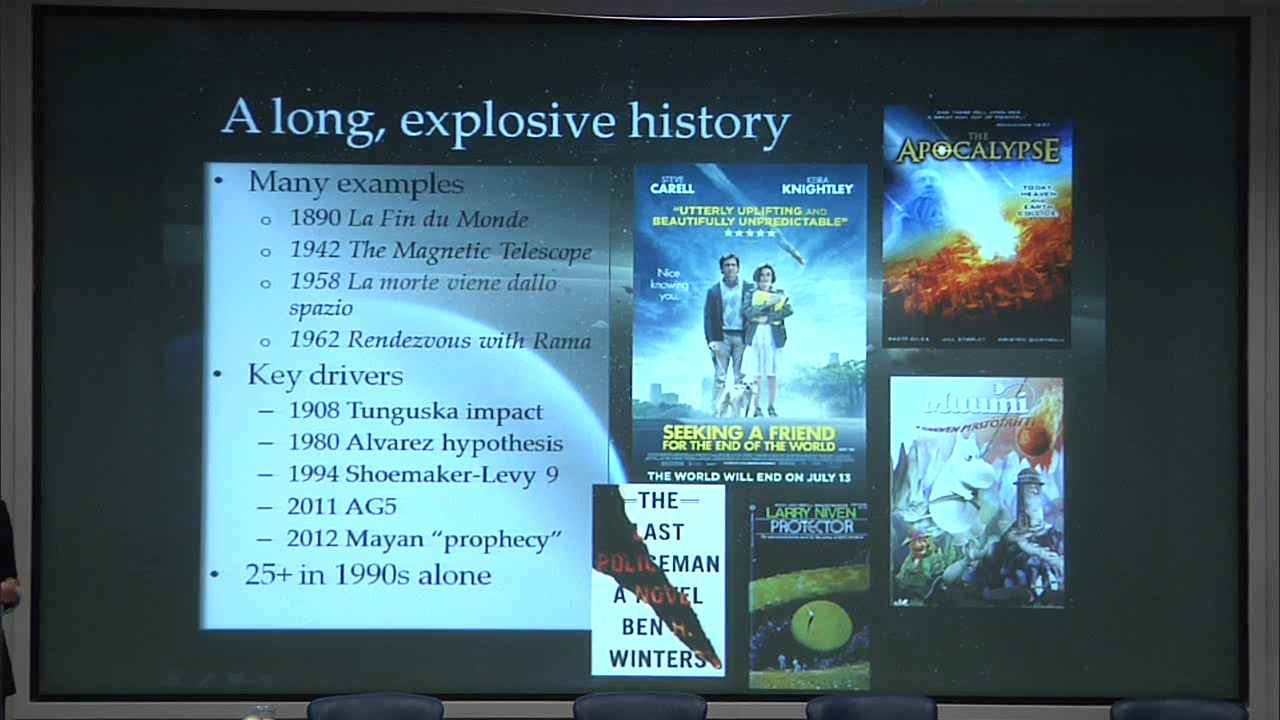 A long, explosive history
• Many examples
o 1890 La Fin du Monde
o 1942 The Magnetic Telescope
o 1958 La morte viene dallo
spazio
o 1962 Rendezvous with Rama
• Key drivers
– 1908 Tunguska impact
– 1980 Alvarez hypothesis
– 1994 Shoemaker-Levy 9
– 2011 AG5
– 2012 Mayan “prophecy”
• 25+ in 1990s alone
STEVE
CARELL
KEIRA
KNIGHTLEY
“UTTERLY UPLIFTING AND
BEAUTIFULLY UNPREDICTABLE”
★★★★★
Nice
knowing
you.
SEEKING A FRIEND
FOR THE END OF THE WORLD
THE WORLD WILL END ON JULY 13
THE
APOCALYPSE
TODAY,
HEAVEN
AND
EARTH
COLLIDE
Muumi
THE
LAST
POLICEMAN
A NOVEL
BEN H.
WINTERS
LARRY NIVEN
PROTECTOR